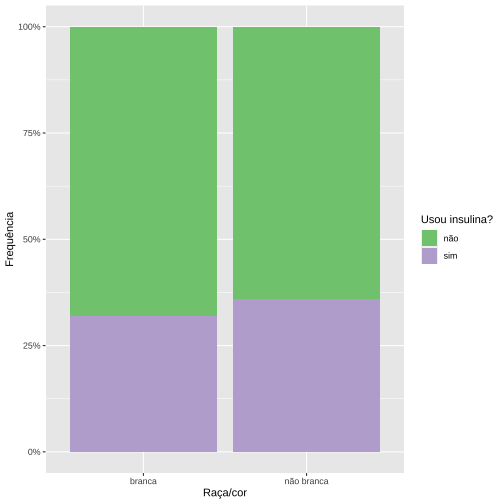 100%
75%
50%
25%
0%
Frequência
branca
não branca
Raça/cor
Usou insulina?
não
sim